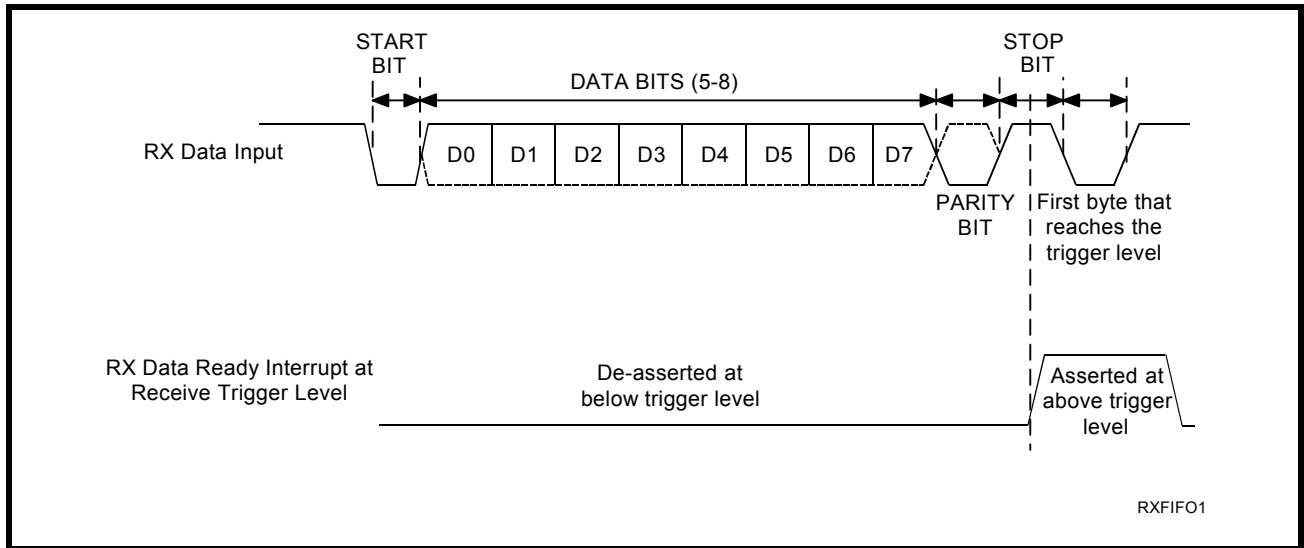 START
BIT
STOP
BIT
DATA BITS (5-8)
RX Data Input
D0 D1 D2 D3 D4 D5 D6 D7
PARITY
BIT
First byte that
reaches the
trigger level
RX Data Ready Interrupt at
Receive Trigger Level
De-asserted at
below trigger level
Asserted at
above trigger
level
RXFIFO1